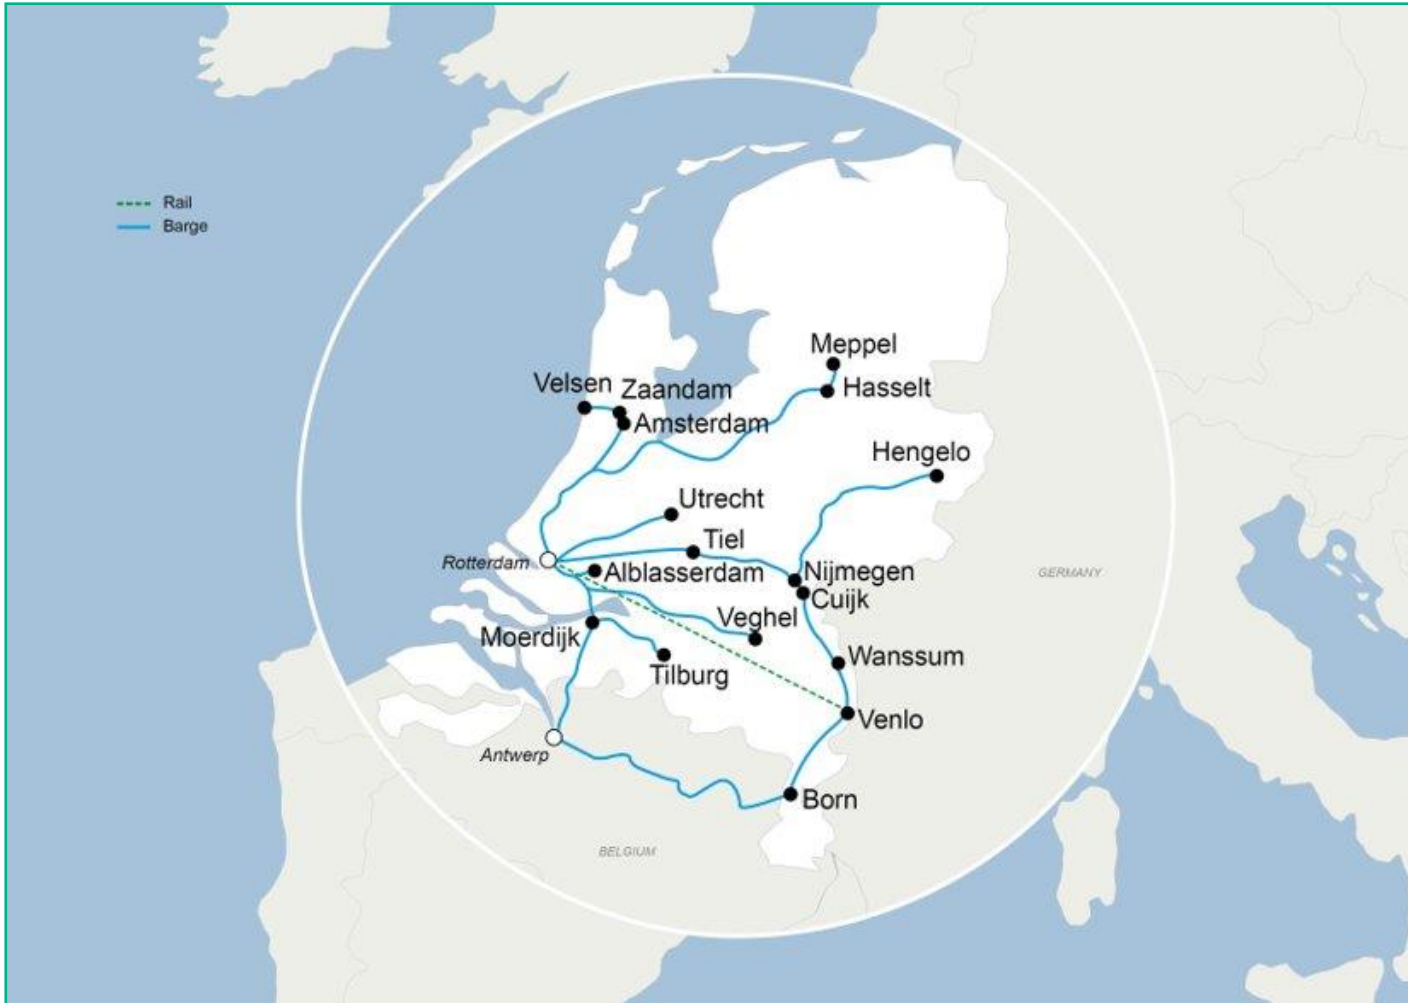 Rail
Barge
Meppel
Hasselt
Velsen
Zaandam
Amsterdam
Hengelo
Utrecht
Tiel
Rotterdam
Alblasserdam
Nijmegen
Cuijk
GERMANY
Veghel
Moerdijk
Tilburg
Wanssum
Venlo
Antwerp
Born
BELGIUM